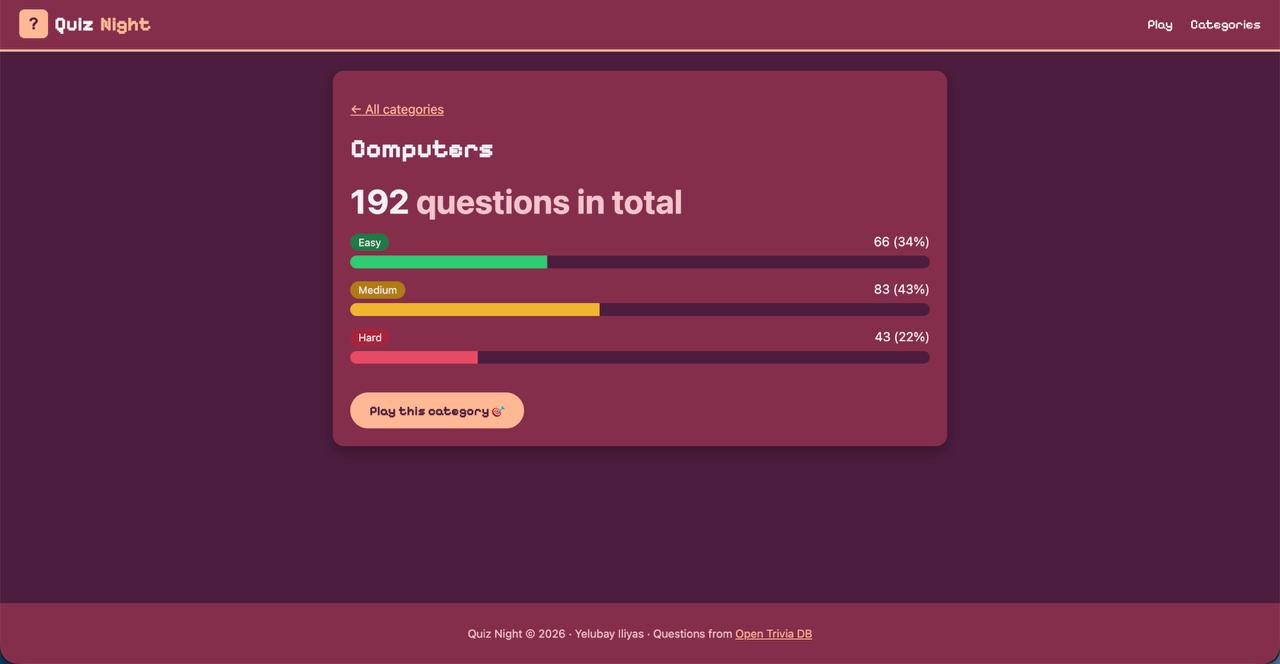 ? Quiz Night
Play Categories
← All categories
Computers
192 questions in total
Easy 66 (34%)
Medium 83 (43%)
Hard 43 (22%)
Play this category 🎯
Quiz Night © 2026 · Yelubay Iliyas · Questions from Open Trivia DB